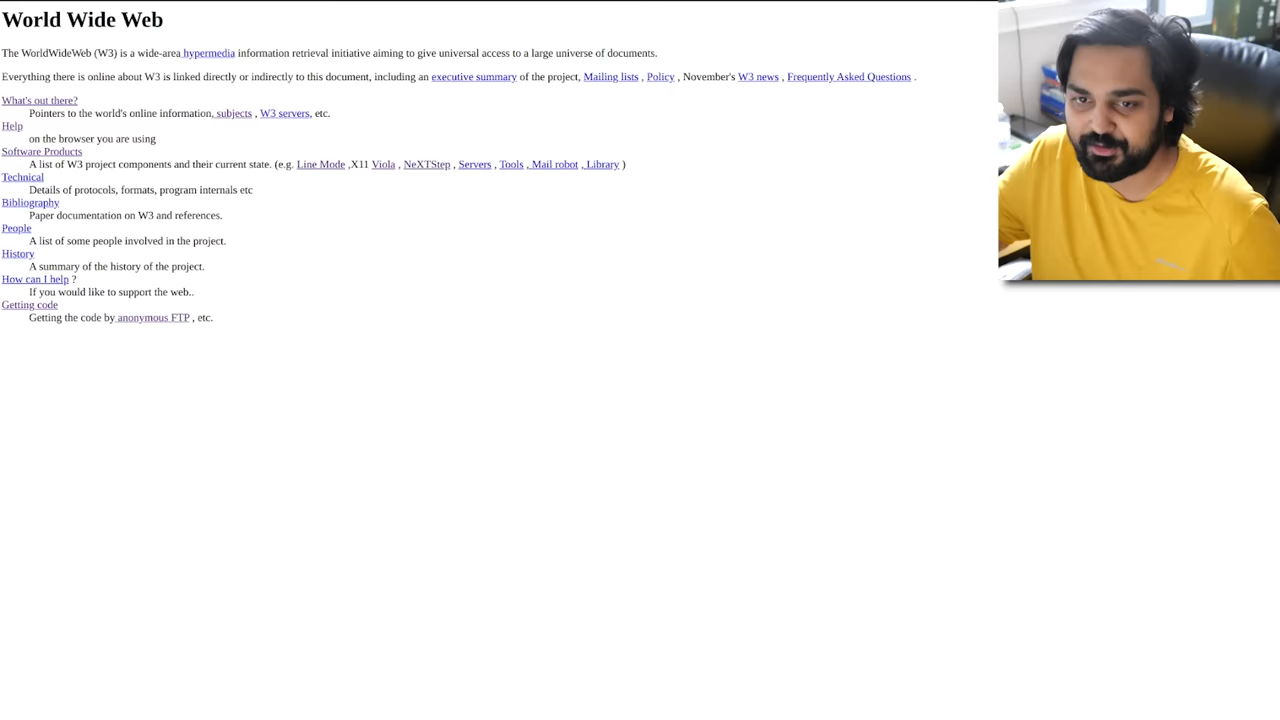 World Wide Web
The WorldWideWeb (W3) is a wide-area hypermedia information retrieval initiative aiming to give universal access to a large universe of documents.
Everything there is online about W3 is linked directly or indirectly to this document, including an executive summary of the project, Mailing lists , Policy , November's W3 news , Frequently Asked Questions .
What's out there?
Pointers to the world's online information, subjects , W3 servers, etc.
Help
on the browser you are using
Software Products
A list of W3 project components and their current state. (e.g. Line Mode ,X11 Viola , NeXTStep , Servers , Tools , Mail robot , Library )
Technical
Details of protocols, formats, program internals etc
Bibliography
Paper documentation on W3 and references.
People
A list of some people involved in the project.
History
A summary of the history of the project.
How can I help ?
If you would like to support the web..
Getting code
Getting the code by anonymous FTP , etc.